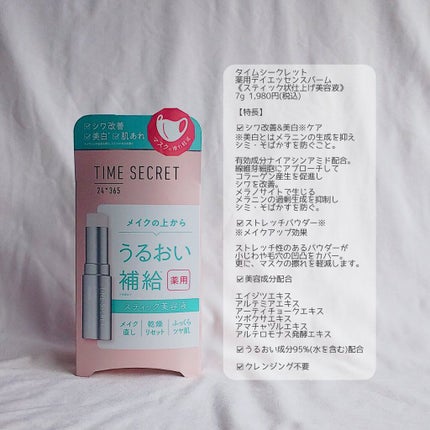 シワ改善
美白 肌あれ
TIME SECRET
24*365
メイクの上から
うるおい
補給 薬用
スティック美容液
メイク 乾燥 ふっくら
直し リセット ツヤ肌
タイムシークレット
薬用デイエッセンスバーム
《スティック状仕上げ美容液》
7g 1,980円(税込)
【特長】
☑シワ改善&美白※ケア
※美白とはメラニンの生成を抑え
シミ・そばかすを防ぐこと。
有効成分ナイアシンアミド配合。
線維芽細胞にアプローチして
コラーゲン産生を促進し
シワを改善。
メラノサイトで生じる
メラニンの過剰生成を抑制し
シミ・そばかすを防ぐ。
☑ストレッチパウダー※
※メイクアップ効果
ストレッチ性のあるパウダーが
小じわや毛穴の凹凸をカバー。
更に、マスクの擦れを軽減します。
☑美容成分配合
エイジツエキス
アルテミアエキス
アーティチョークエキス
ツボクサエキス
アマチャヅルエキス
アルテロモナス発酵エキス
☑うるおい成分95%(水を含む)配合
☑クレンジング不要